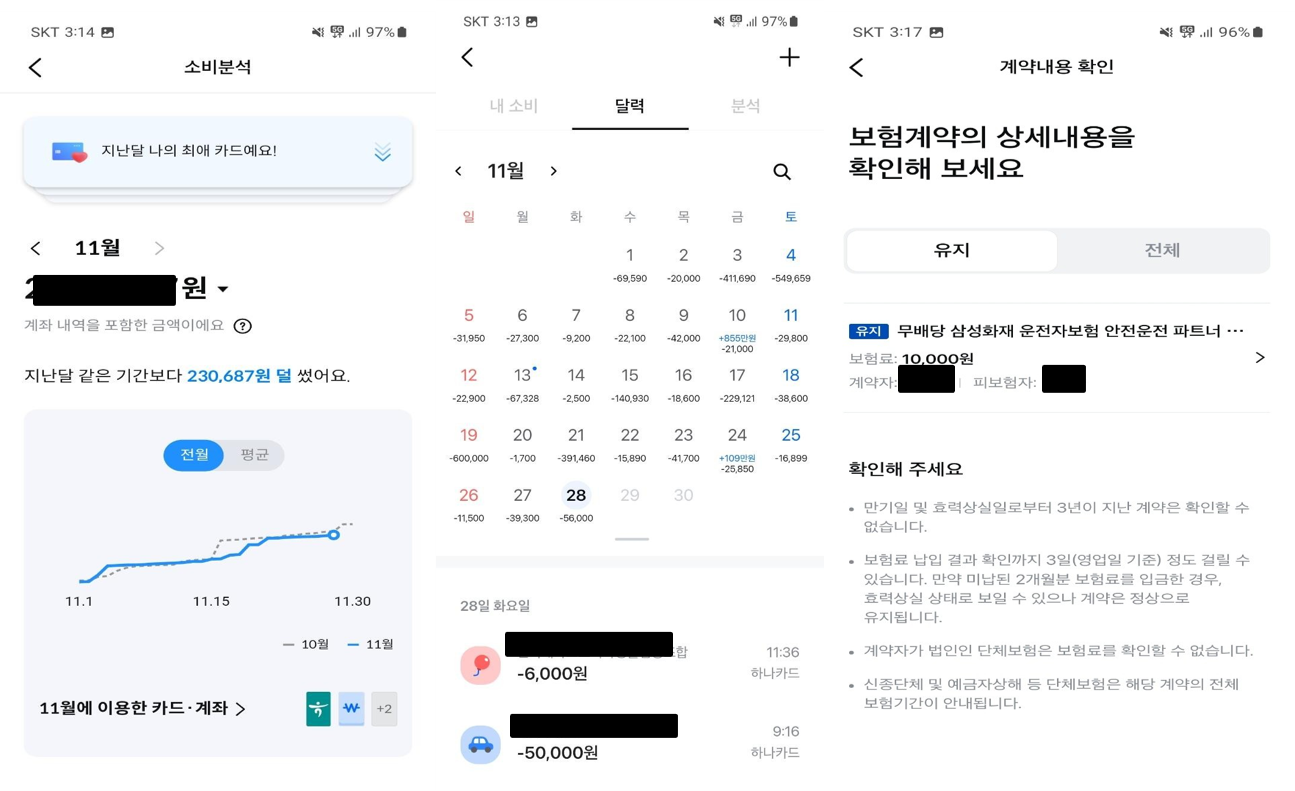 SKT 3:14
97%
소비분석
지난달 나의 최애 카드예요!
11월
원
계좌 내역을 포함한 금액이에요 ?
지난달 같은 기간보다 230,687원 덜 썼어요.
전월 평균
11.1 11.15 11.30
10월 11월
11월에 이용한 카드·계좌 >
+2
SKT 3:13
5G 97%
내 소비 달력 분석
11월
일 월 화 수 목 금 토
1 2 3 4
-69,590 -20,000 -411,690 -549,659
5 6 7 8 9 10 11
-31,950 -27,300 -9,200 -22,100 -42,000 +855만원 -29,800
-21,000
12 13 14 15 16 17 18
-22,900 -67,328 -2,500 -140,930 -18,600 -229,121 -38,600
19 20 21 22 23 24 25
-600,000 -1,700 -391,460 -15,890 -41,700 +109만원 -16,899
-25,850
26 27 28 29 30
-11,500 -39,300 -56,000
28일 화요일
합 11:36
-6,000원 하나카드
9:16
-50,000원 하나카드
SKT 3:17
96%
계약내용 확인
보험계약의 상세내용을
확인해 보세요
유지 전체
유지 무배당 삼성화재 운전자보험 안전운전 파트너 ···
보험료: 10,000원
계약자: | 피보험자:
확인해 주세요
• 만기일 및 효력상실일로부터 3년이 지난 계약은 확인할 수
없습니다.
• 보험료 납입 결과 확인까지 3일(영업일 기준) 정도 걸릴 수
있습니다. 만약 미납된 2개월분 보험료를 입금한 경우,
효력상실 상태로 보일 수 있으나 계약은 정상으로
유지됩니다.
• 계약자가 법인인 단체보험은 보험료를 확인할 수 없습니다.
• 신종단체 및 예금자상해 등 단체보험은 해당 계약의 전체
보험기간이 안내됩니다.